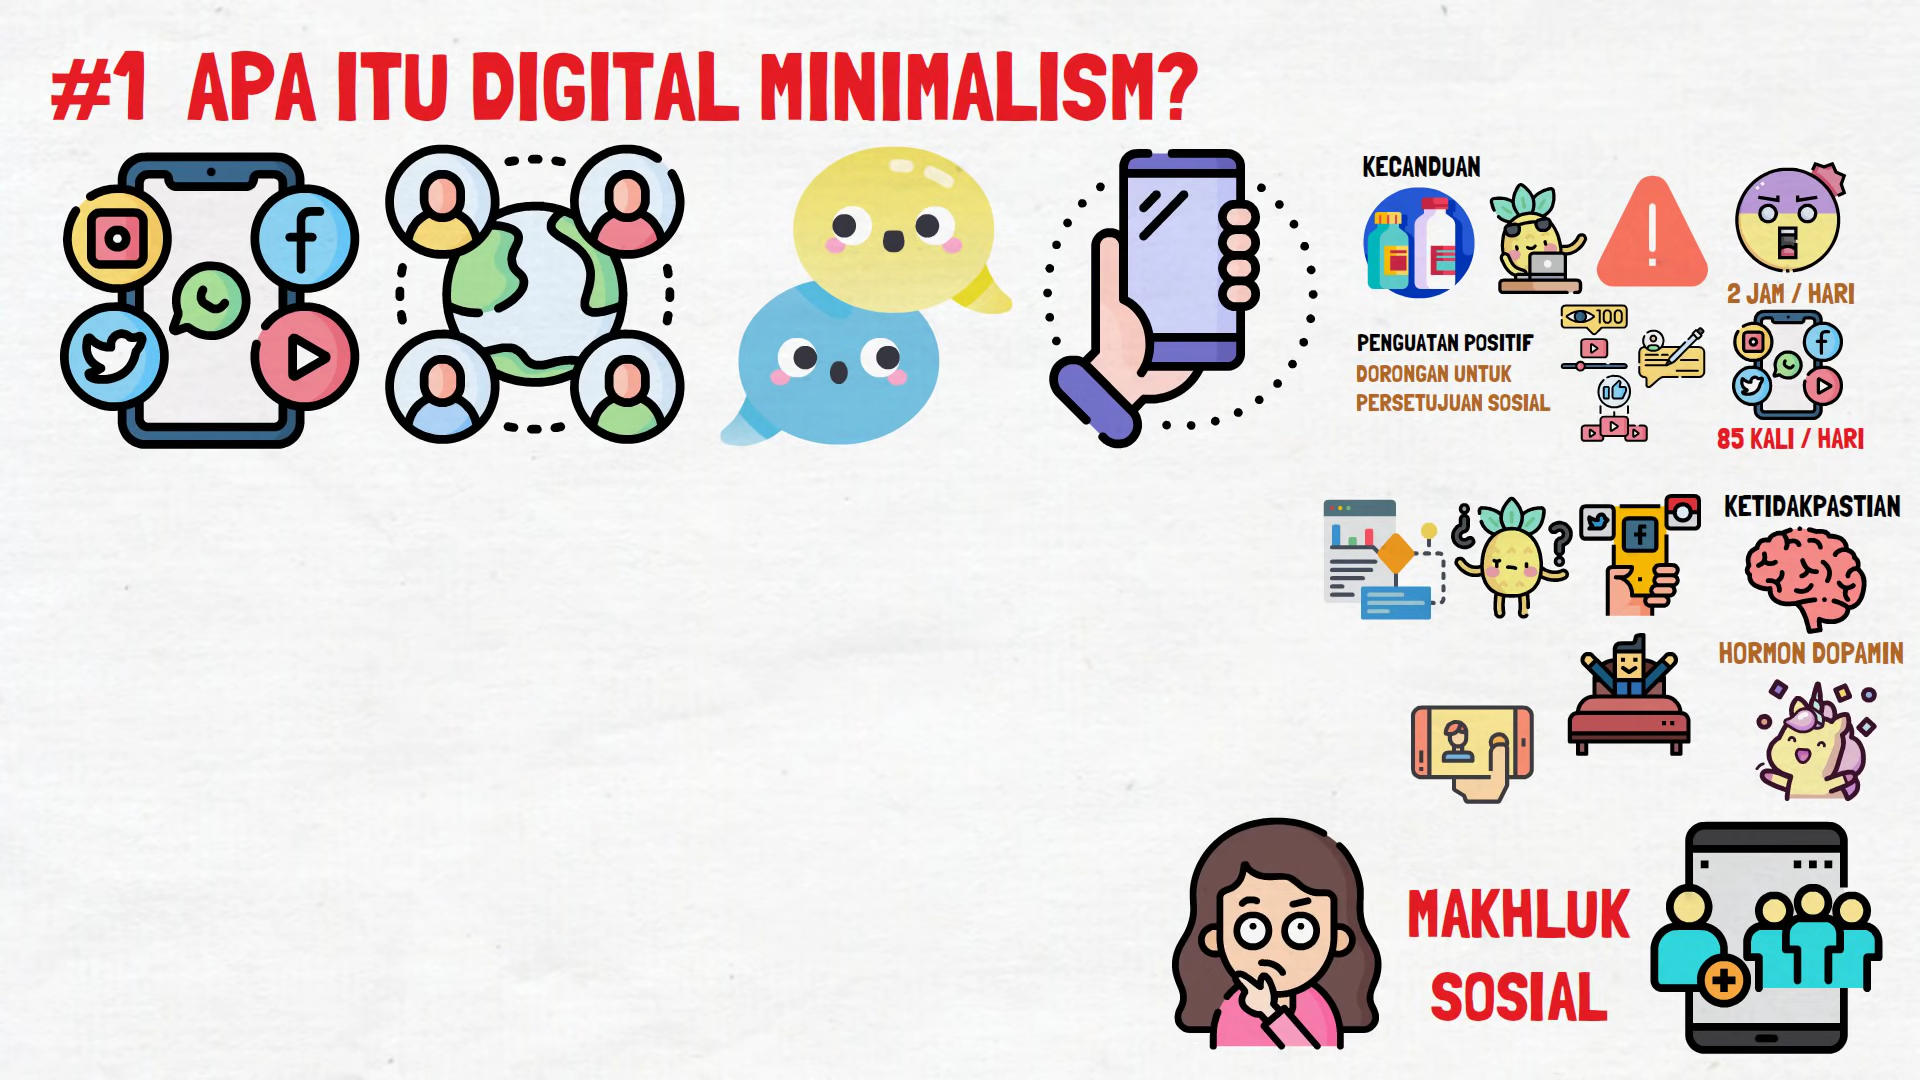 #1 APA ITU DIGITAL MINIMALISM?
KECANDUAN
2 JAM / HARI
100
PENGUATAN POSITIF
DORONGAN UNTUK
PERSETUJUAN SOSIAL
85 KALI / HARI
KETIDAKPASTIAN
HORMON DOPAMIN
MAKHLUK
SOSIAL